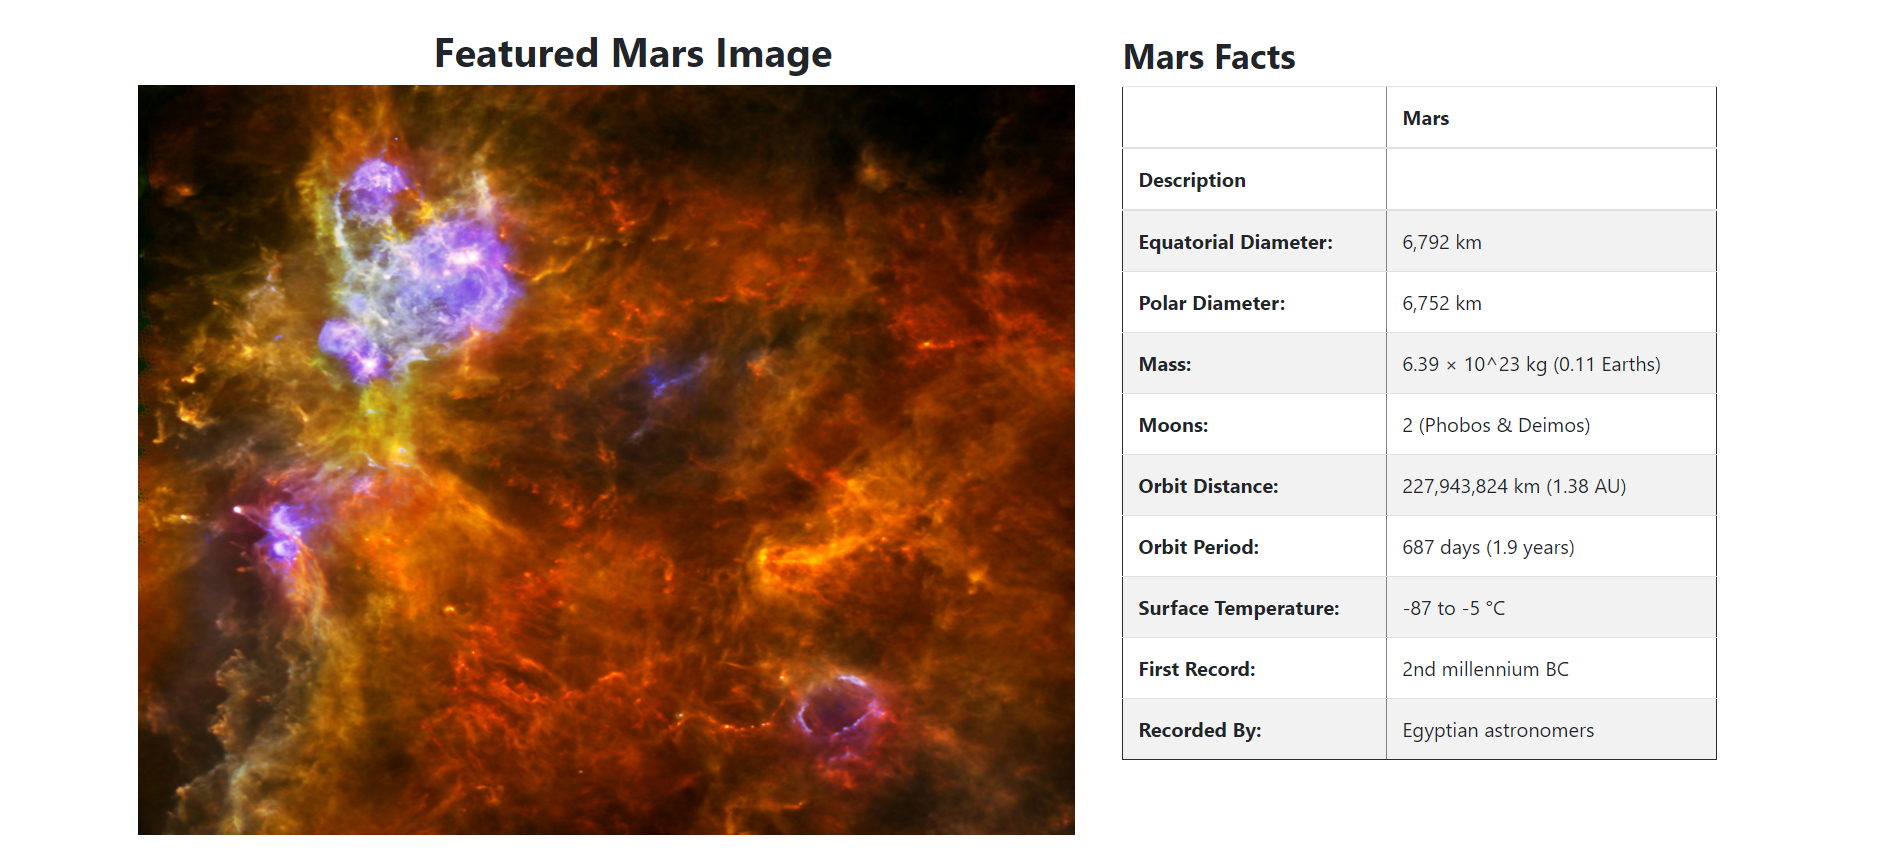 Featured Mars Image
Mars Facts
Mars
Description
Equatorial Diameter: 6,792 km
Polar Diameter: 6,752 km
Mass: 6.39 × 10^23 kg (0.11 Earths)
Moons: 2 (Phobos & Deimos)
Orbit Distance: 227,943,824 km (1.38 AU)
Orbit Period: 687 days (1.9 years)
Surface Temperature: -87 to -5 °C
First Record: 2nd millennium BC
Recorded By: Egyptian astronomers